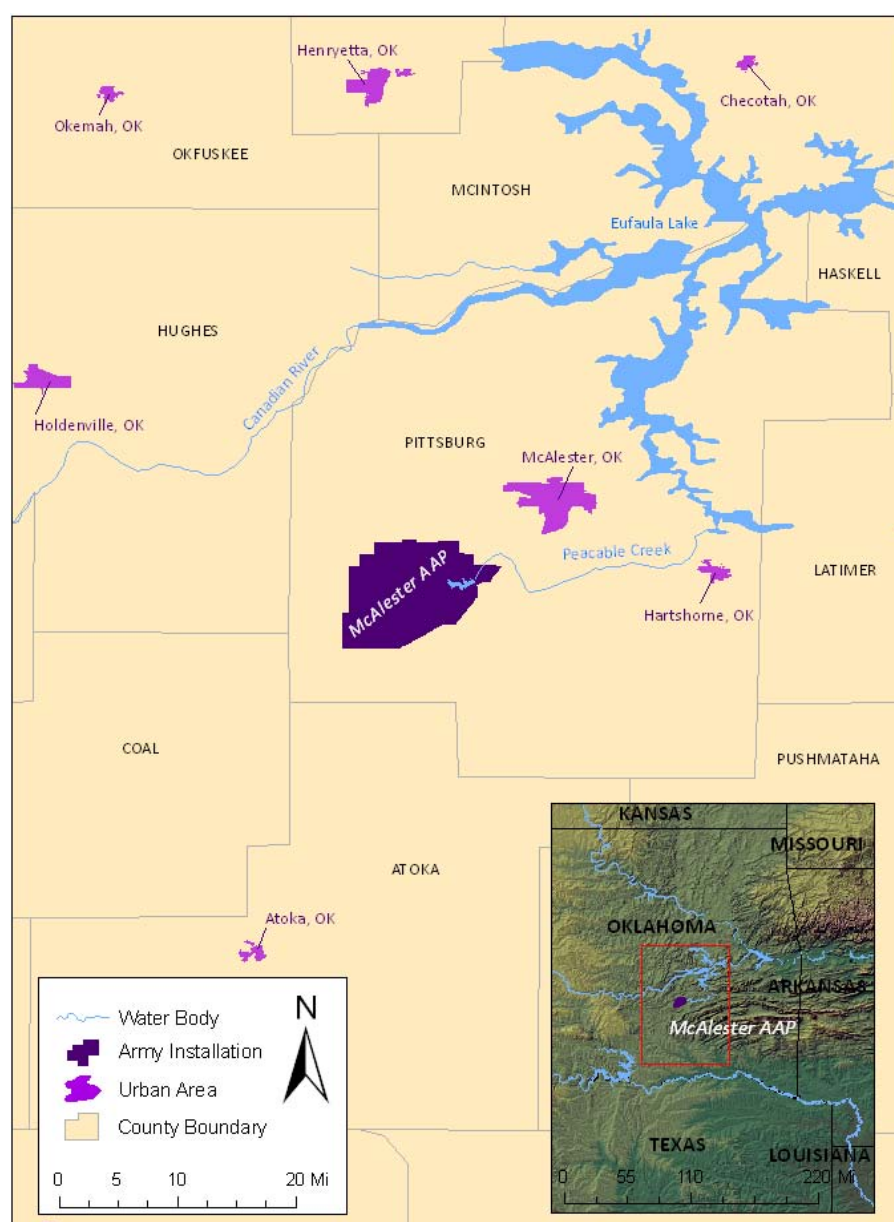 Henryetta, OK
Checotah, OK
Okemah, OK
OKFUSKEE
MCINTOSH
Eufaula Lake
HASKELL
HUGHES
Canadian River
Holdenville, OK
PITTSBURG
McAlester, OK
Peacable Creek
McAlester AAP
LATIMER
Hartshorne, OK
COAL
PUSHMATAHA
ATOKA
Atoka, OK
Water Body
Army Installation
Urban Area
County Boundary
N
0 5 10 20 Mi
KANSAS
MISSOURI
OKLAHOMA
ARKANSAS
McAlester AAP
TEXAS
LOUISIANA
0 55 110 220 Mi